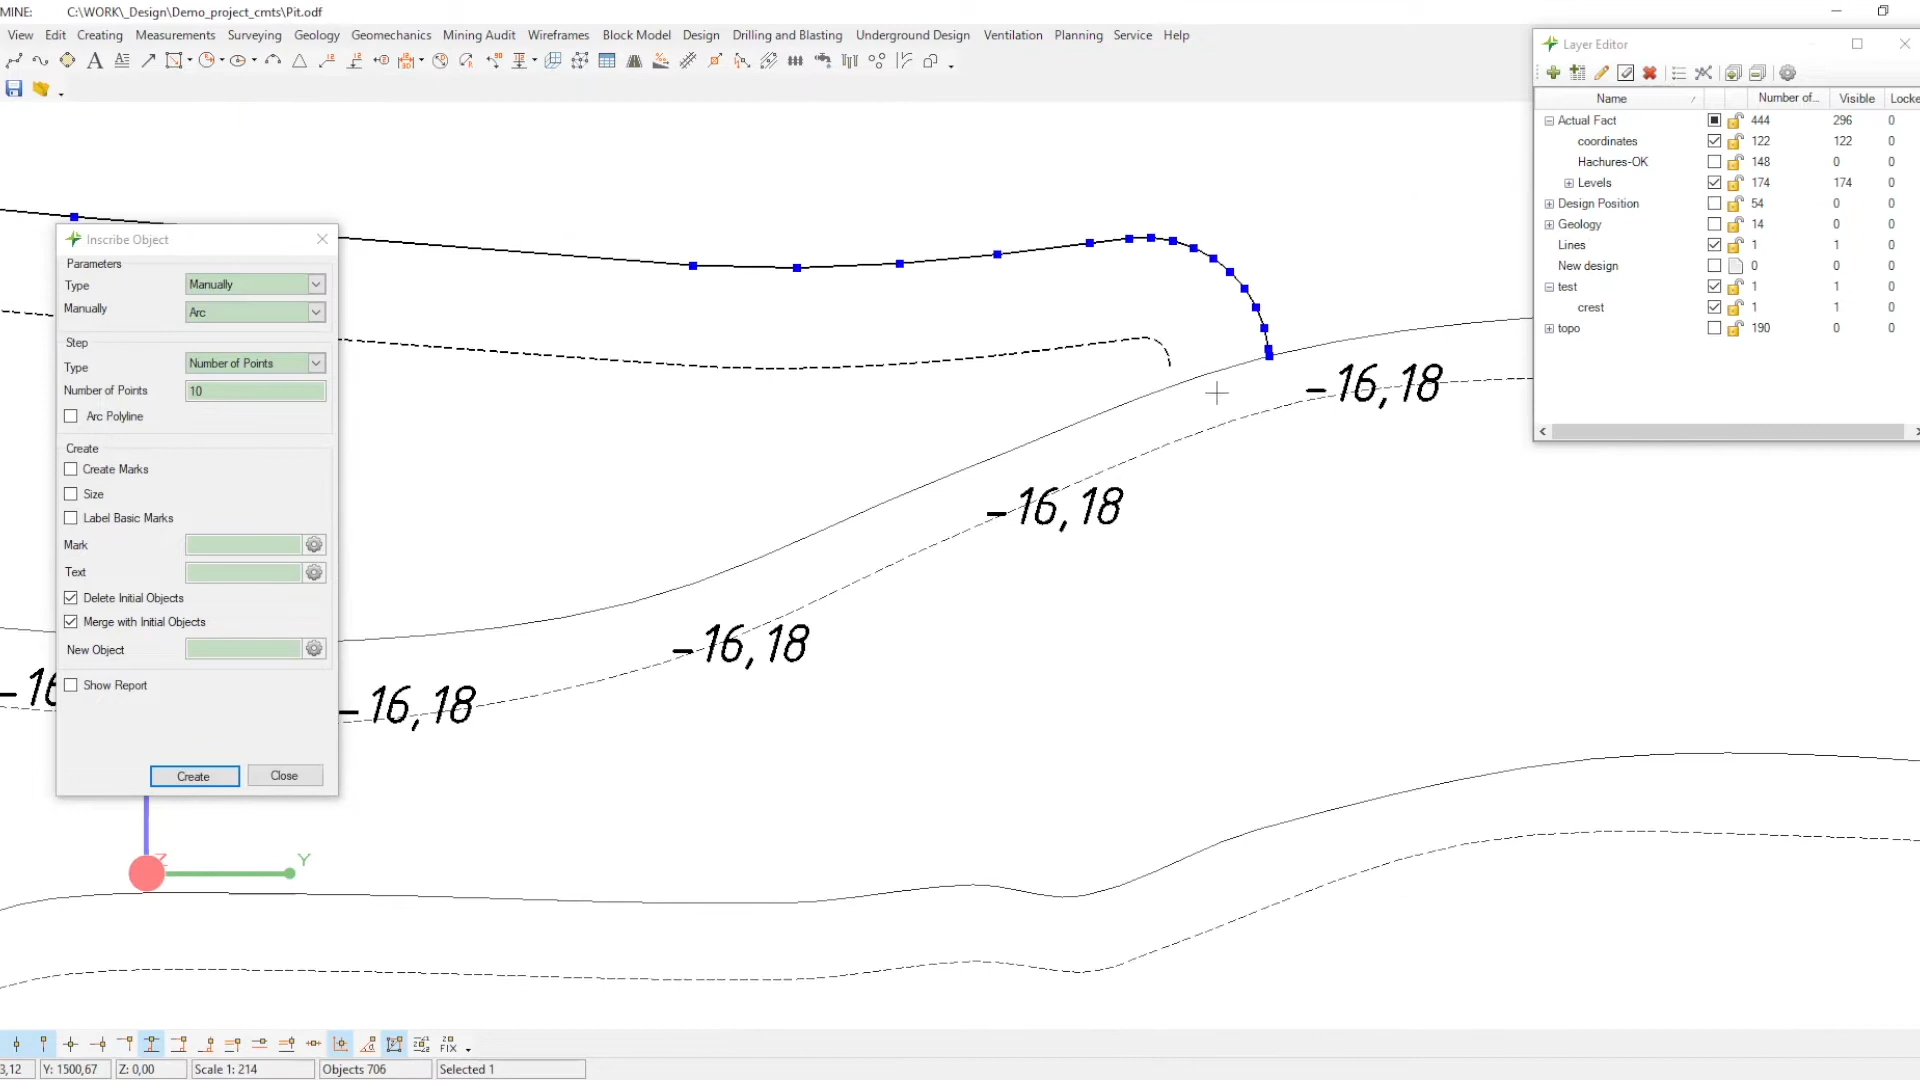 MINE: C:\WORK\_Design\Demo_project_cmts\Pit.odf
View Edit Creating Measurements Surveying Geology Geomechanics Mining Audit Wireframes Block Model Design Drilling and Blasting Underground Design Ventilation Planning Service Help
Layer Editor
Name Number of... Visible Locke
Actual Fact 444 296 0
coordinates 122 122 0
Hachures-OK 148 0 0
Levels 174 174 0
Design Position 54 0 0
Geology 14 0 0
Lines 1 1 0
New design 0 0 0
test 1 1 0
crest 1 1 0
topo 190 0 0
Inscribe Object
Parameters
Type Manually
Manually Arc
Step
Type Number of Points
Number of Points 10
Arc Polyline
Create
Create Marks
Size
Label Basic Marks
Mark
Text
Delete Initial Objects
Merge with Initial Objects
New Object
Show Report
Create Close
-16,18
-16,18
-16,18
-16,18
-16
Z Y
FIX
3,12 Y: 1500,67 Z: 0,00 Scale 1: 214 Objects 706 Selected 1